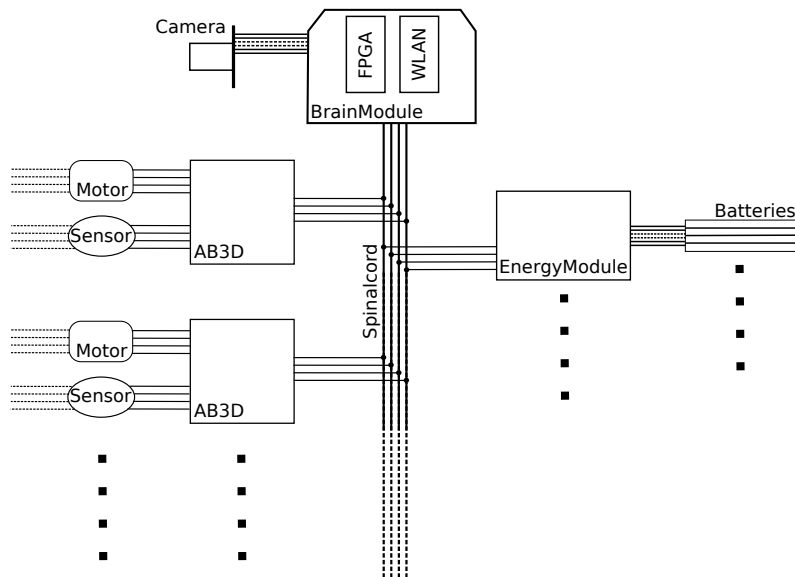 Camera
FPGA
WLAN
BrainModule
Motor
Sensor
AB3D
Spinalcord
EnergyModule
Batteries
Motor
Sensor
AB3D